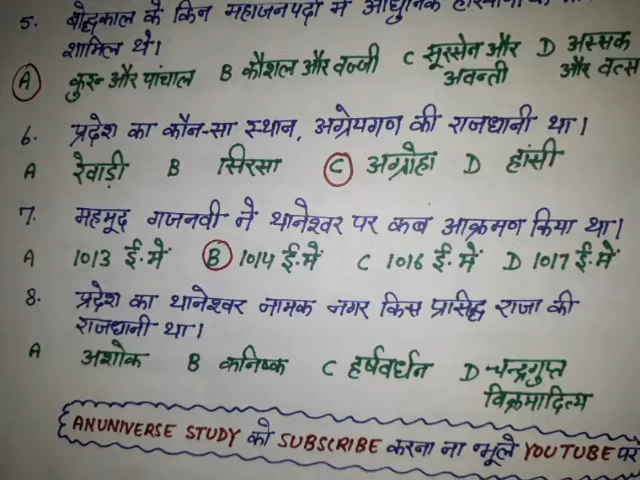 5. बौद्धकाल के किन महाजनपदों में आधुनिक हरियाणा के
शामिल थे।
A कुरु और पांचाल B कौशल और वज्जी C सूरसेन और अवन्ती D अस्सक और वत्स
6. प्रदेश का कौन-सा स्थान, अग्रेयगण की राजधानी था।
A रेवाड़ी B सिरसा C अग्रोहा D हांसी
7. महमूद गजनवी ने थानेश्वर पर कब आक्रमण किया था।
A 1013 ई. में B 1014 ई. में C 1016 ई. में D 1017 ई. में
8. प्रदेश का थानेश्वर नामक नगर किस प्रसिद्ध राजा की
राजधानी था।
A अशोक B कनिष्क C हर्षवर्धन D चन्द्रगुप्त
विक्रमादित्य
ANUNIVERSE STUDY को SUBSCRIBE करना ना भूले YOUTUBE पर